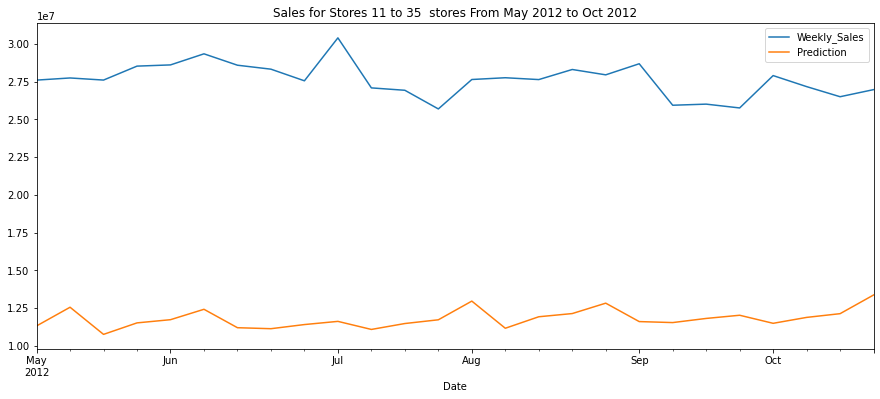 Sales for Stores 11 to 35  stores From May 2012 to Oct 2012
1e7
Weekly_Sales
Prediction
3.00
2.75
2.50
2.25
2.00
1.75
1.50
1.25
1.00
May Jun Jul Aug Sep Oct
2012
Date